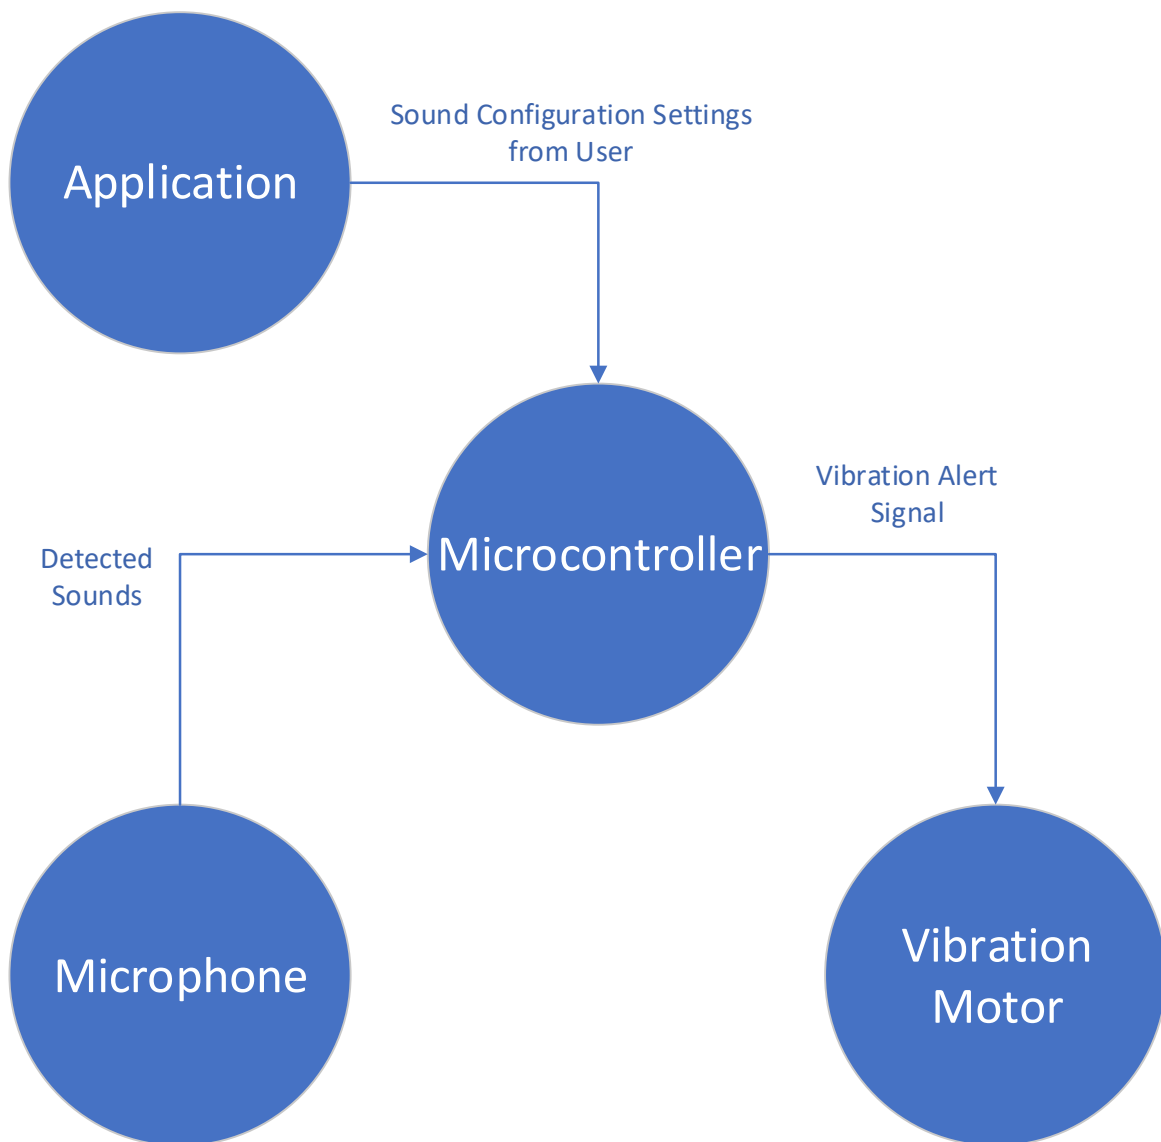 Sound Configuration Settings
from User
Application
Vibration Alert
Signal
Detected
Sounds
Microcontroller
Microphone
Vibration
Motor